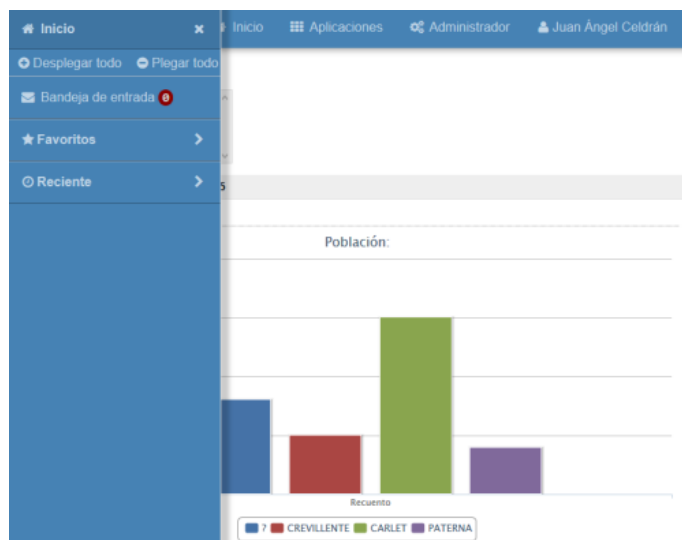 Inicio
Inicio Aplicaciones Administrador Juan Ángel Celdrán
Desplegar todo Plegar todo
Bandeja de entrada 0
Favoritos
Reciente
5
Población:
Recuento
? CREVILLENTE CARLET PATERNA